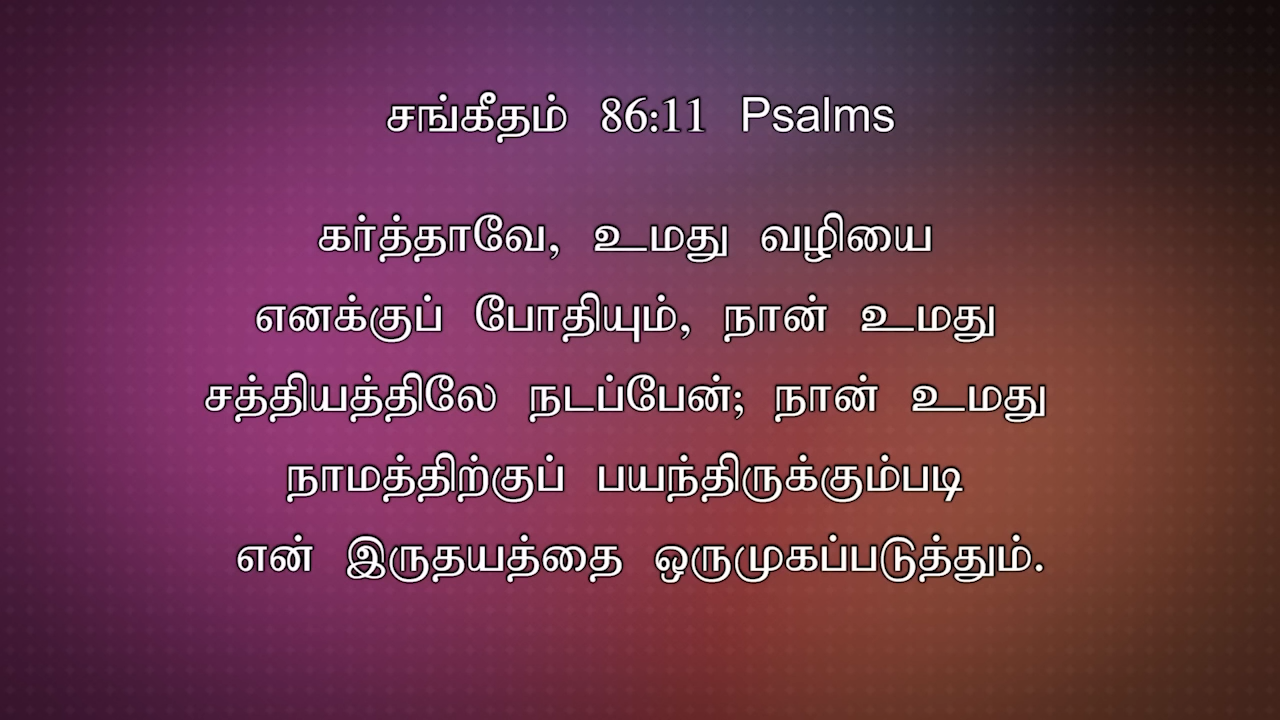 சங்கீதம் 86:11 Psalms
கர்த்தாவே, உமது வழியை
எனக்குப் போதியும், நான் உமது
சத்தியத்திலே நடப்பேன்; நான் உமது
நாமத்திற்குப் பயந்திருக்கும்படி
என் இருதயத்தை ஒருமுகப்படுத்தும்.